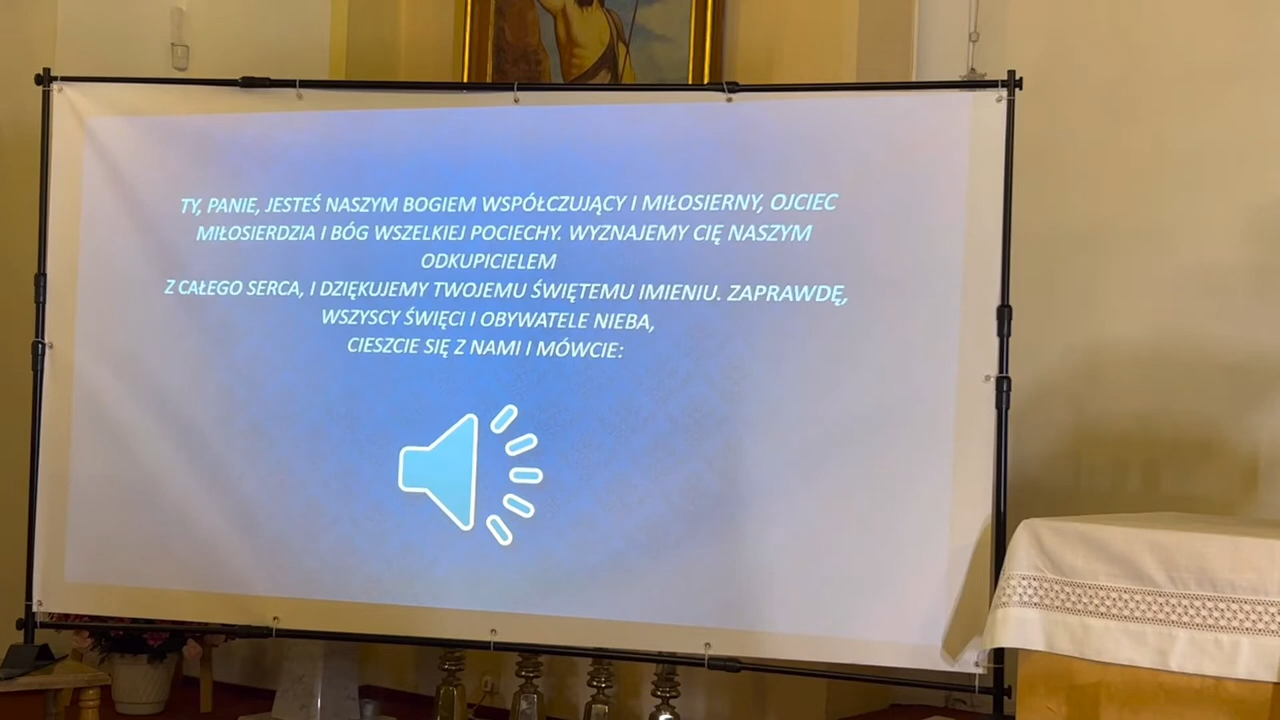 TY, PANIE, JESTEŚ NASZYM BOGIEM WSPÓŁCZUJĄCY I MIŁOSIERNY, OJCIEC
MIŁOSIERDZIA I BÓG WSZELKIEJ POCIECHY. WYZNAJEMY CIĘ NASZYM
ODKUPICIELEM
Z CAŁEGO SERCA, I DZIĘKUJEMY TWOJEMU ŚWIĘTEMU IMIENIU. ZAPRAWDĘ,
WSZYSCY ŚWIĘCI I OBYWATELE NIEBA,
CIESZCIE SIĘ Z NAMI I MÓWCIE: